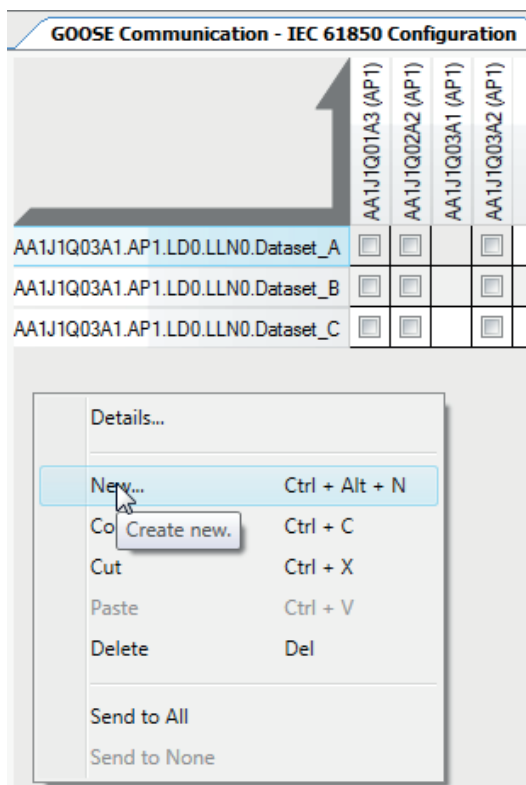 GOOSE Communication - IEC 61850 Configuration
AA1J1Q01A3 (AP1)
AA1J1Q02A2 (AP1)
AA1J1Q03A1 (AP1)
AA1J1Q03A2 (AP1)
AA1J1Q03A1.AP1.LD0.LLN0.Dataset_A
AA1J1Q03A1.AP1.LD0.LLN0.Dataset_B
AA1J1Q03A1.AP1.LD0.LLN0.Dataset_C
Details...
New... Ctrl + Alt + N
Co Ctrl + C
Create new.
Cut Ctrl + X
Paste Ctrl + V
Delete Del
Send to All
Send to None